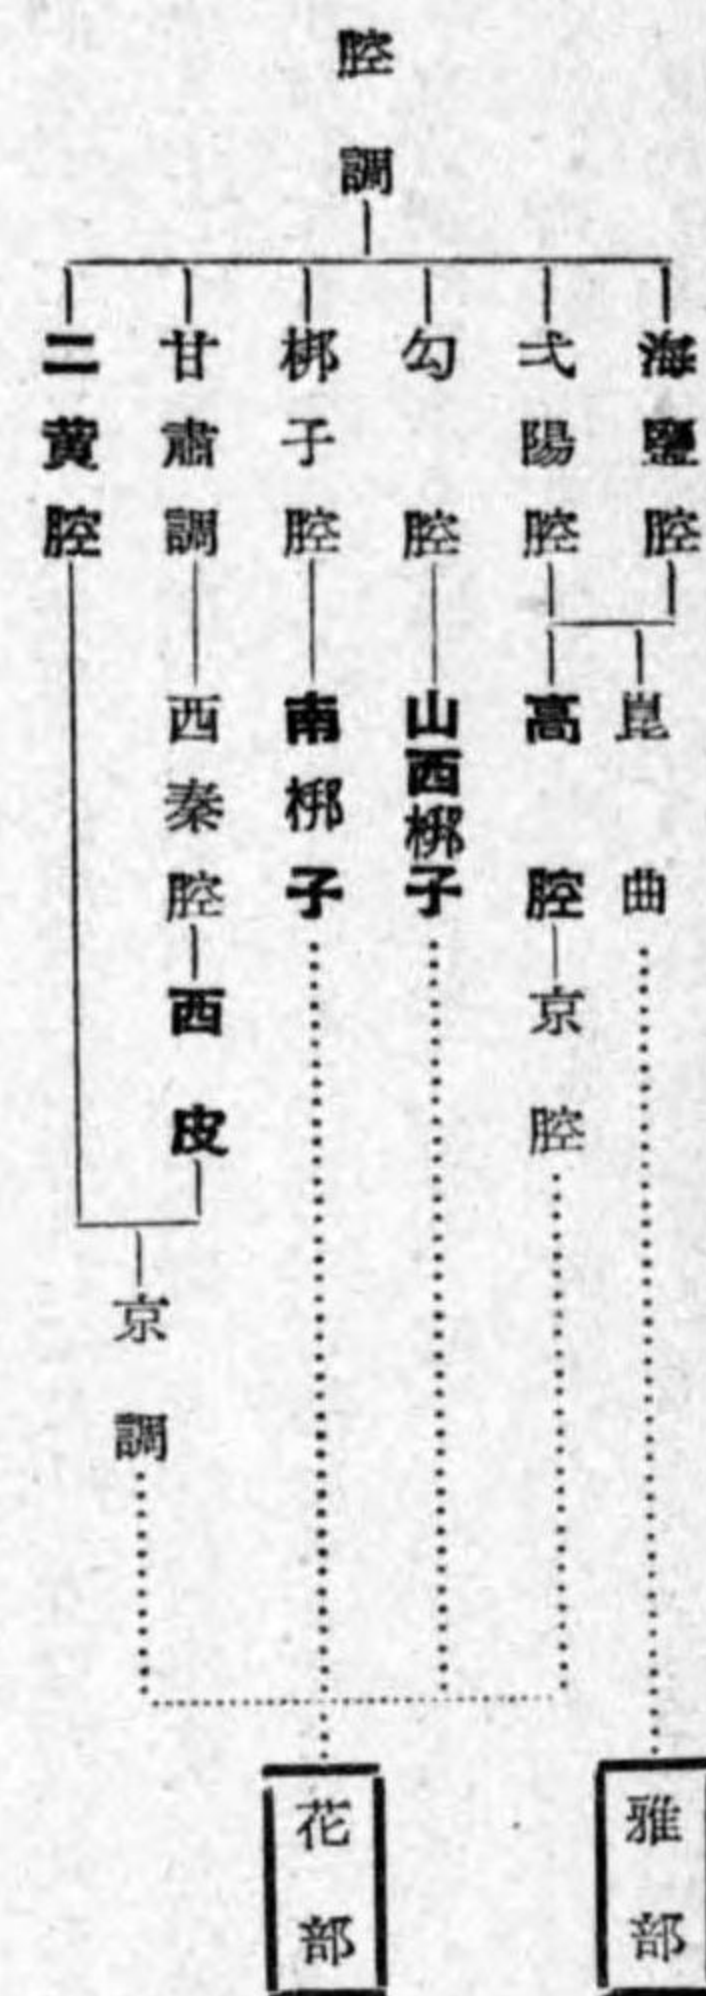 腔調
海鹽腔
弋陽腔
勾腔
梆子腔
甘肅調
二黄腔
崑曲
高腔
京腔
山西梆子
南梆子
西秦腔
西皮
京調
雅部
花部